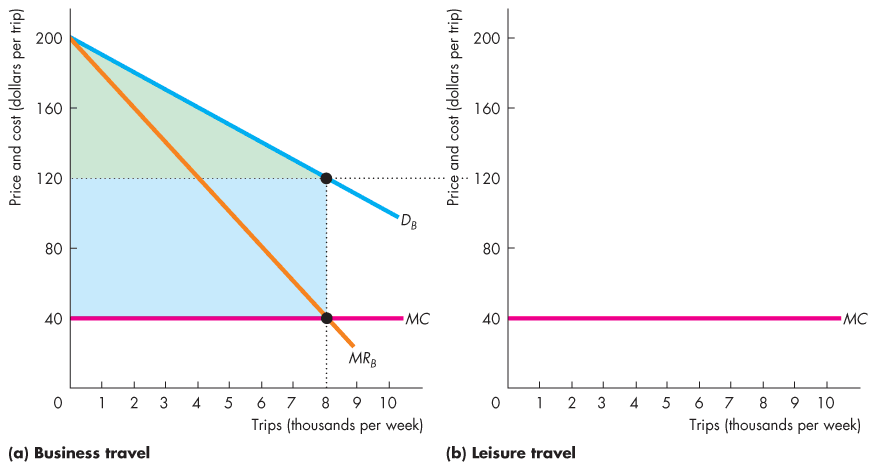 Price and cost (dollars per trip)
200
160
120
80
40
0
1 2 3 4 5 6 7 8 9 10
Trips (thousands per week)
D_B
MC
MR_B
(a) Business travel
Price and cost (dollars per trip)
200
160
120
80
40
0
1 2 3 4 5 6 7 8 9 10
Trips (thousands per week)
MC
(b) Leisure travel